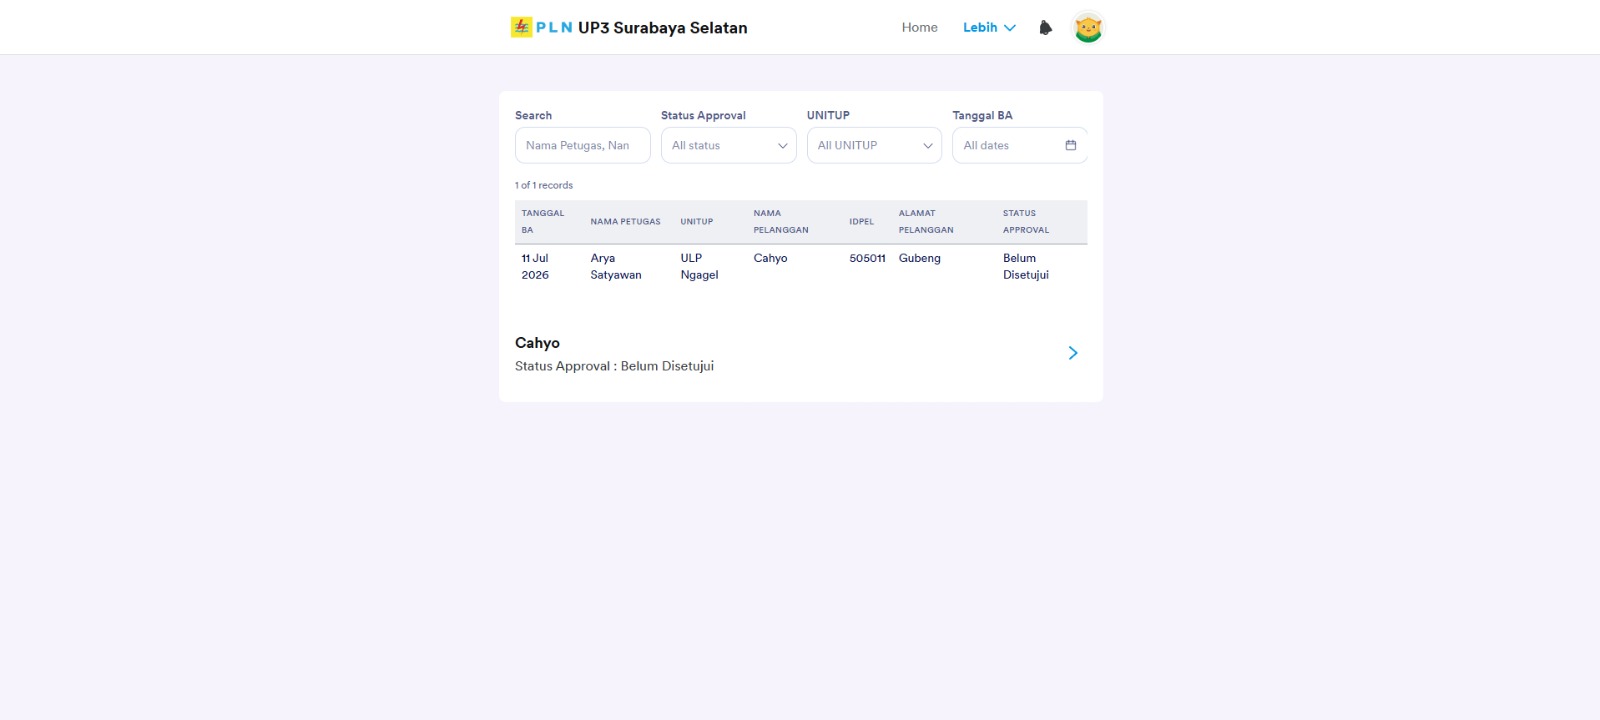 PLN UP3 Surabaya Selatan
Home
Lebih
Search
Status Approval
UNITUP
Tanggal BA
Nama Petugas, Nan
All status
All UNITUP
All dates
1 of 1 records
TANGGAL BA
NAMA PETUGAS
UNITUP
NAMA PELANGGAN
IDPEL
ALAMAT PELANGGAN
STATUS APPROVAL
11 Jul 2026
Arya Satyawan
ULP Ngagel
Cahyo
505011
Gubeng
Belum Disetujui
Cahyo
Status Approval : Belum Disetujui